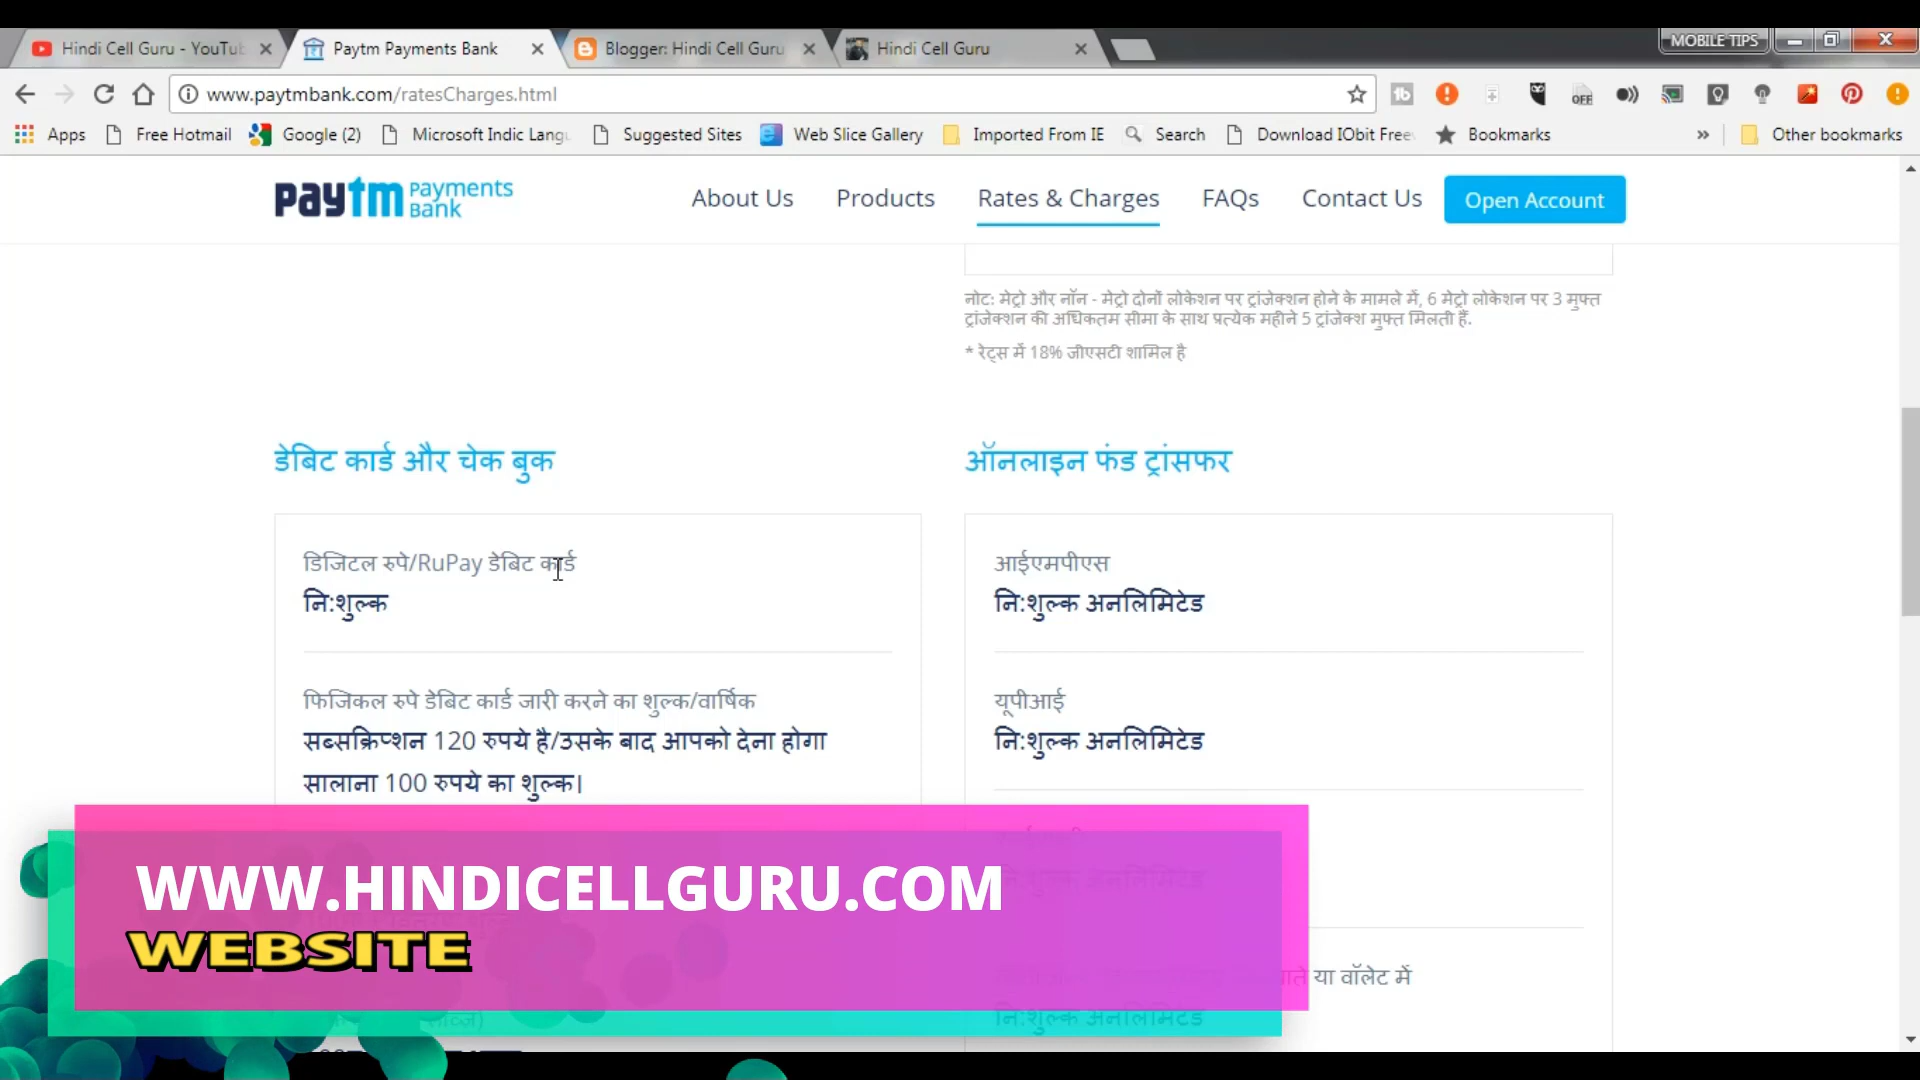 Hindi Cell Guru - YouTu
Paytm Payments Bank
Blogger: Hindi Cell Guru
Hindi Cell Guru
MOBILE TIPS
www.paytmbank.com/ratesCharges.html
Apps
Free Hotmail
Google (2)
Microsoft Indic Lang
Suggested Sites
Web Slice Gallery
Imported From IE
Search
Download IObit Free
Bookmarks
»
Other bookmarks
paytm Payments Bank
About Us
Products
Rates & Charges
FAQs
Contact Us
Open Account
नोट: मेट्रो और नॉन - मेट्रो दोनों लोकेशन पर ट्रांजेक्शन होने के मामले में, 6 मेट्रो लोकेशन पर 3 मुफ्त
ट्रांजेक्शन की अधिकतम सीमा के साथ प्रत्येक महीने 5 ट्रांजेक्श मुफ्त मिलती हैं.
* रेट्स में 18% जीएसटी शामिल है
डेबिट कार्ड और चेक बुक
डिजिटल रुपे/RuPay डेबिट कार्ड
नि:शुल्क
फिजिकल रुपे डेबिट कार्ड जारी करने का शुल्क/वार्षिक
सब्सक्रिप्शन 120 रुपये है/उसके बाद आपको देना होगा
सालाना 100 रुपये का शुल्क।
ऑनलाइन फंड ट्रांसफर
आईएमपीएस
नि:शुल्क अनलिमिटेड
यूपीआई
नि:शुल्क अनलिमिटेड
नि:शुल्क अनलिमिटेड
या वॉलेट में
नि:शुल्क अनलिमिटेड
WWW.HINDICELLGURU.COM
WEBSITE